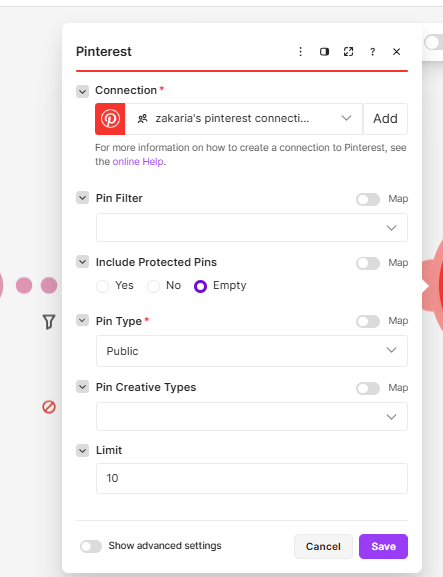 Pinterest
Connection*
zakaria's pinterest connecti...
Add
For more information on how to create a connection to Pinterest, see
the online Help.
Pin Filter
Map
Include Protected Pins
Map
Yes No Empty
Pin Type*
Map
Public
Pin Creative Types
Map
Limit
10
Show advanced settings
Cancel
Save